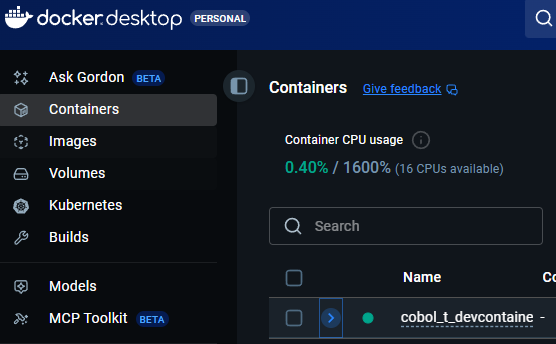 docker.desktop PERSONAL
Ask Gordon BETA
Containers
Images
Volumes
Kubernetes
Builds
Models
MCP Toolkit BETA
Containers Give feedback
Container CPU usage
0.40% / 1600% (16 CPUs available)
Search
Name Co
cobol_t_devcontaine -